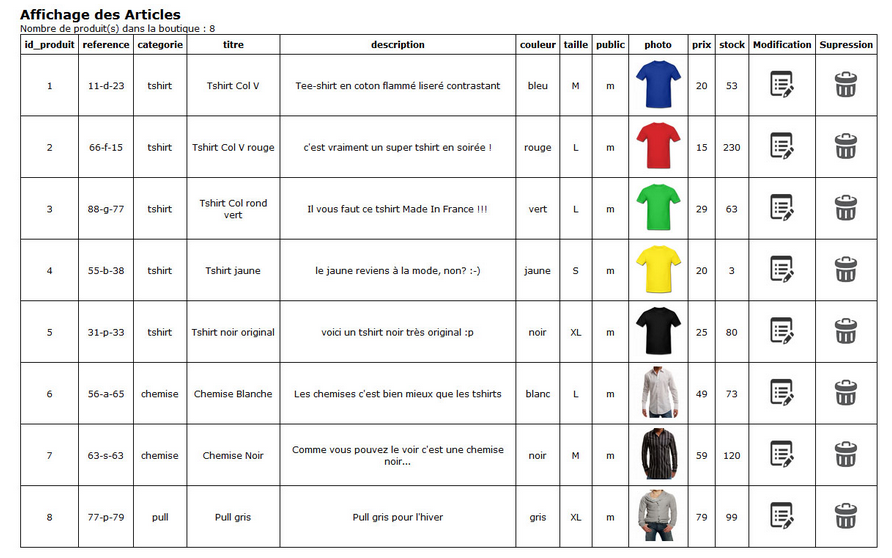 Affichage des Articles
Nombre de produit(s) dans la boutique : 8
id_produit reference categorie titre description couleur taille public photo prix stock Modification Supression
1 11-d-23 tshirt Tshirt Col V Tee-shirt en coton flammé liseré contrastant bleu M m 20 53
2 66-f-15 tshirt Tshirt Col V rouge c'est vraiment un super tshirt en soirée ! rouge L m 15 230
3 88-g-77 tshirt Tshirt Col rond vert Il vous faut ce tshirt Made In France !!! vert L m 29 63
4 55-b-38 tshirt Tshirt jaune le jaune reviens à la mode, non? :-) jaune S m 20 3
5 31-p-33 tshirt Tshirt noir original voici un tshirt noir très original :p noir XL m 25 80
6 56-a-65 chemise Chemise Blanche Les chemises c'est bien mieux que les tshirts blanc L m 49 73
7 63-s-63 chemise Chemise Noir Comme vous pouvez le voir c'est une chemise noir... noir M m 59 120
8 77-p-79 pull Pull gris Pull gris pour l'hiver gris XL m 79 99